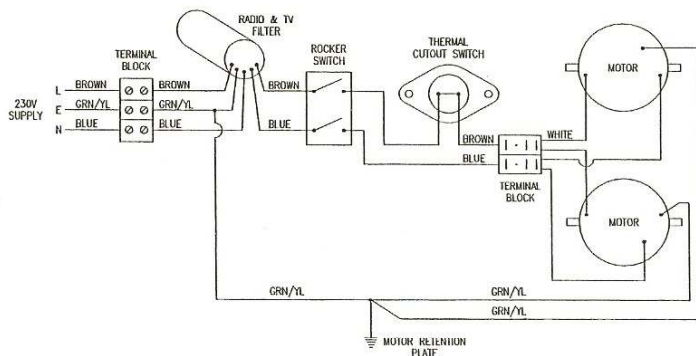 RADIO & TV
FILTER
TERMINAL
BLOCK
ROCKER
SWITCH
THERMAL
CUTOUT SWITCH
MOTOR
230V
SUPPLY
L
BROWN
BROWN
BROWN
E
GRN/YL
GRN/YL
N
BLUE
BLUE
BLUE
BROWN
WHITE
BLUE
TERMINAL
BLOCK
MOTOR
GRN/YL
GRN/YL
GRN/YL
MOTOR RETENTION
PLATE